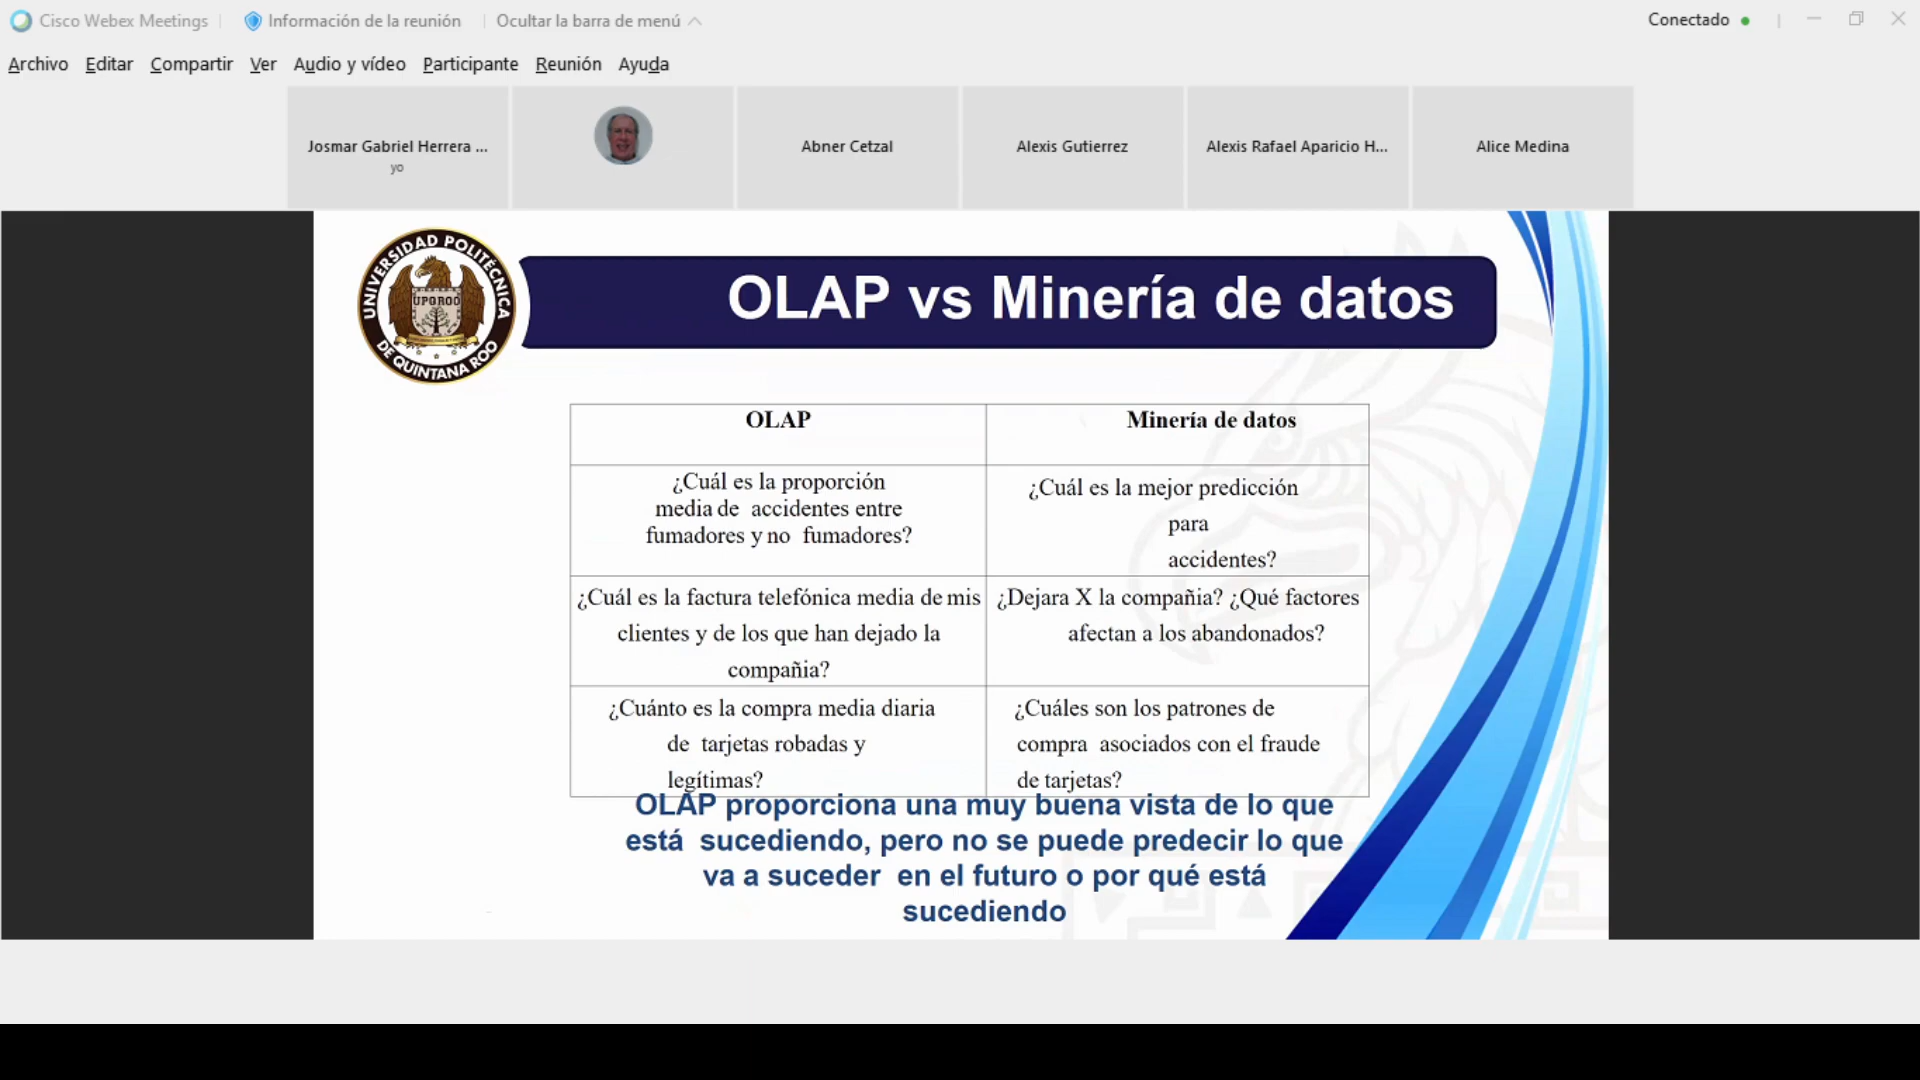 Cisco Webex Meetings
Información de la reunión
Ocultar la barra de menú
Conectado
Archivo Editar Compartir Ver Audio y vídeo Participante Reunión Ayuda
Josmar Gabriel Herrera ...
yo
Abner Cetzal
Alexis Gutierrez
Alexis Rafael Aparicio H...
Alice Medina
UNIVERSIDAD POLITÉCNICA
UPQROO
DE QUINTANA ROO
OLAP vs Minería de datos
OLAP
Minería de datos
¿Cuál es la proporción
media de accidentes entre
fumadores y no fumadores?
¿Cuál es la mejor predicción
para
accidentes?
¿Cuál es la factura telefónica media de mis
clientes y de los que han dejado la
compañia?
¿Dejara X la compañia? ¿Qué factores
afectan a los abandonados?
¿Cuánto es la compra media diaria
de tarjetas robadas y
legítimas?
¿Cuáles son los patrones de
compra asociados con el fraude
de tarjetas?
OLAP proporciona una muy buena vista de lo que
está sucediendo, pero no se puede predecir lo que
va a suceder en el futuro o por qué está
sucediendo